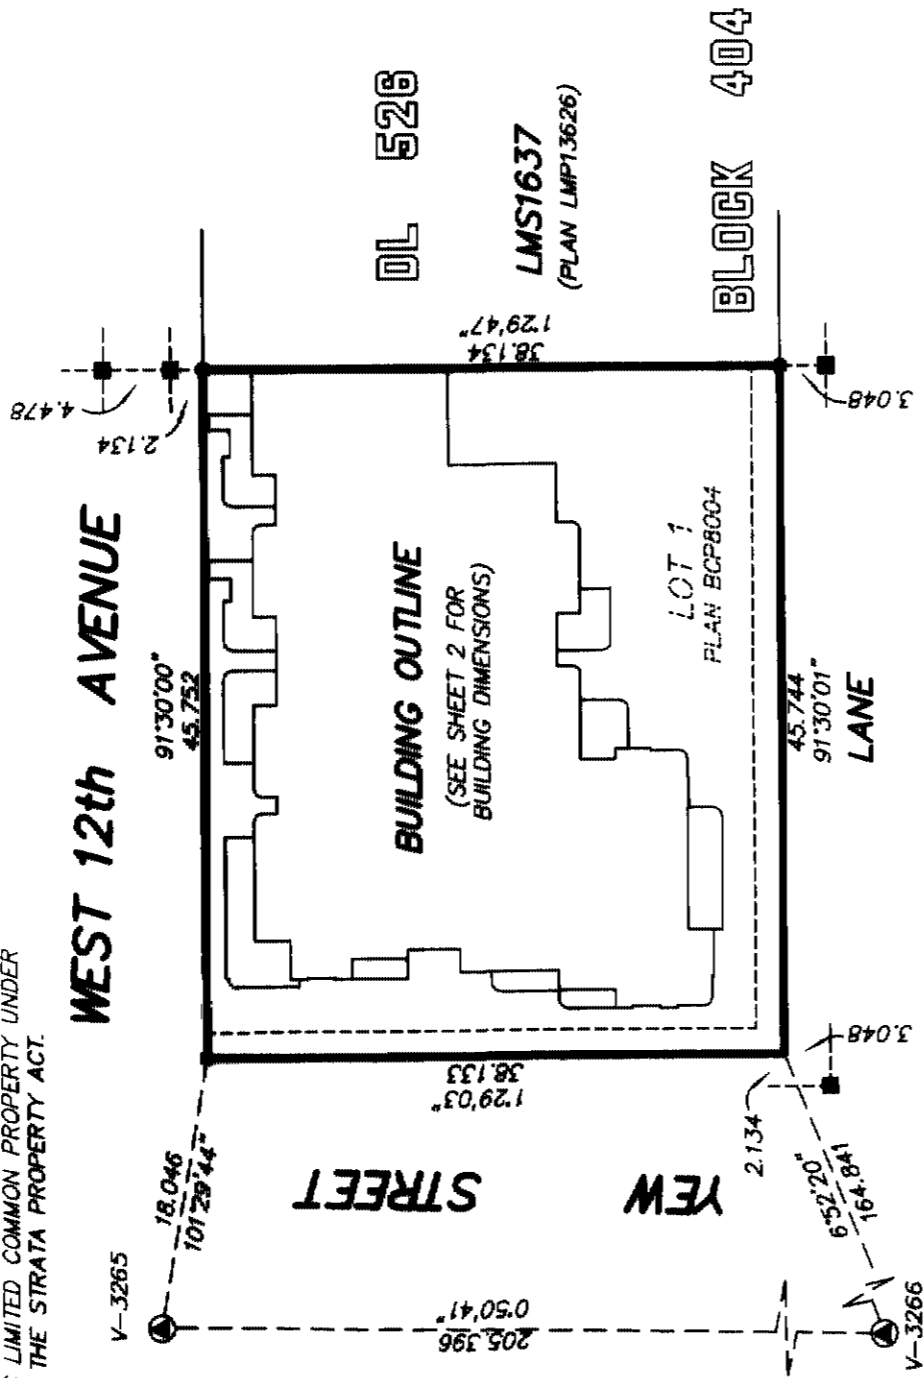 LIMITED COMMON PROPERTY UNDER
THE STRATA PROPERTY ACT.
WEST 12th AVENUE
91°30'00"
45.752
4.478
2.134
DL 526
LMS1637
(PLAN LMP13626)
BLOCK 404
1°29'47"
38.134
3.048
BUILDING OUTLINE
(SEE SHEET 2 FOR
BUILDING DIMENSIONS)
LOT 1
PLAN BCP8004
45.744
91°30'01"
LANE
38.133
1°29'03"
3.048
2.134
YEW STREET
18.046
101°29'44"
V-3265
205.396
0°50'41"
6°52'20"
164.841
V-3266